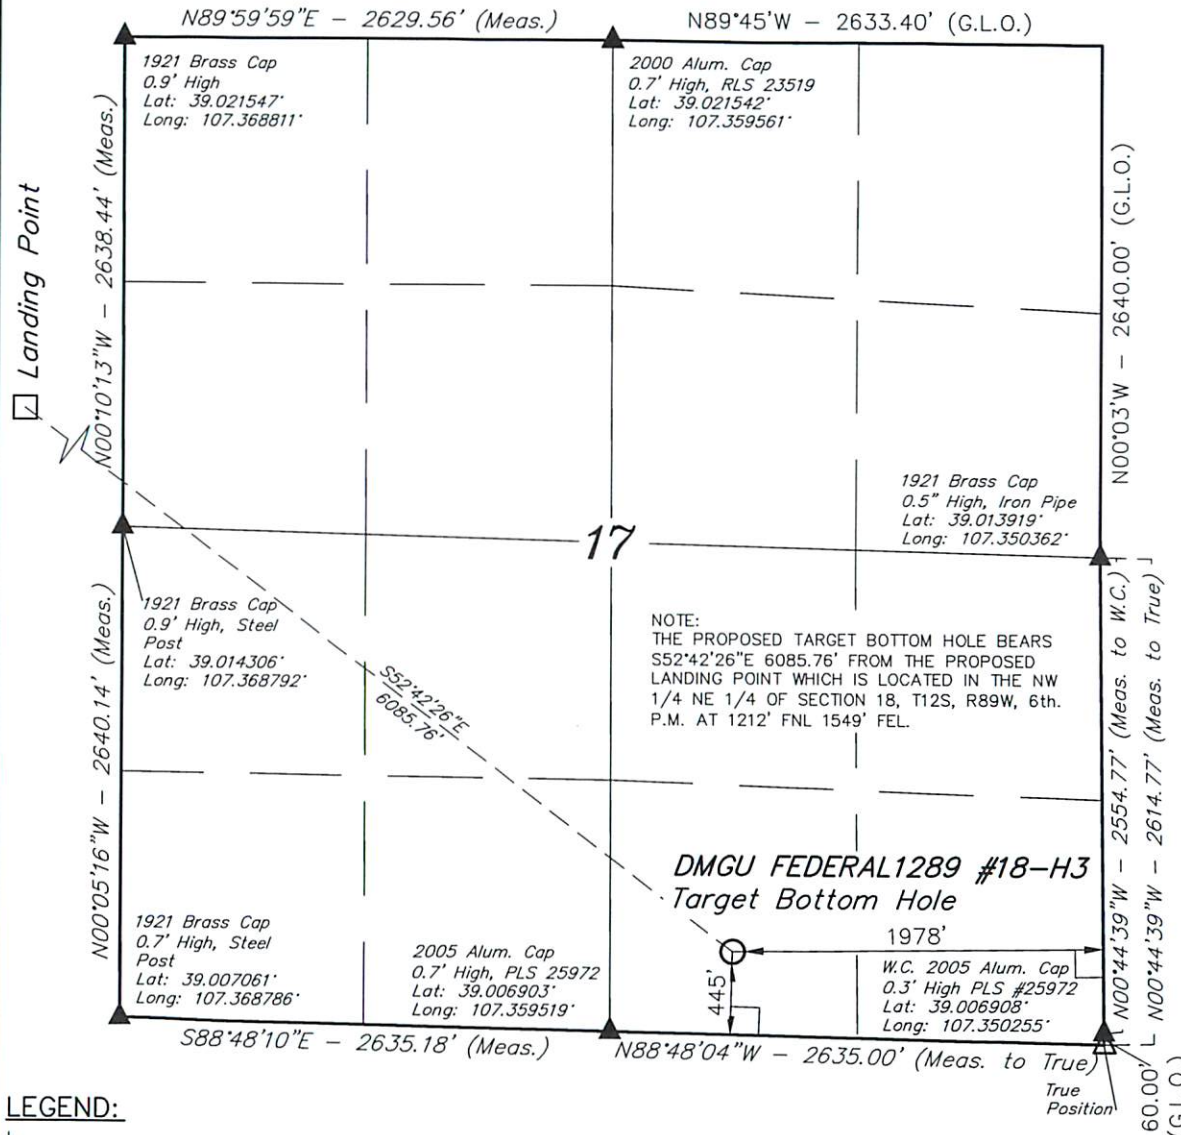 N89°59'59"E - 2629.56' (Meas.)
N89°45'W - 2633.40' (G.L.O.)
1921 Brass Cap
0.9' High
Lat: 39.021547°
Long: 107.368811°
2000 Alum. Cap
0.7' High, RLS 23519
Lat: 39.021542°
Long: 107.359561°
N00°10'13"W - 2638.44' (Meas.)
Landing Point
N00°03'W - 2640.00' (G.L.O.)
1921 Brass Cap
0.5" High, Iron Pipe
Lat: 39.013919°
Long: 107.350362°
17
1921 Brass Cap
0.9' High, Steel
Post
Lat: 39.014306°
Long: 107.368792°
NOTE:
THE PROPOSED TARGET BOTTOM HOLE BEARS
S52°42'26"E 6085.76' FROM THE PROPOSED
LANDING POINT WHICH IS LOCATED IN THE NW
1/4 NE 1/4 OF SECTION 18, T12S, R89W, 6th.
P.M. AT 1212' FNL 1549' FEL.
S52°42'26"E
6085.76'
N00°05'16"W - 2640.14' (Meas.)
N00°44'39"W - 2554.77' (Meas. to W.C.)
N00°44'39"W - 2614.77' (Meas. to True)
DMGU FEDERAL1289 #18-H3
Target Bottom Hole
1978'
445'
1921 Brass Cap
0.7' High, Steel
Post
Lat: 39.007061°
Long: 107.368786°
2005 Alum. Cap
0.7' High, PLS 25972
Lat: 39.006903°
Long: 107.359519°
W.C. 2005 Alum. Cap
0.3' High PLS #25972
Lat: 39.006908°
Long: 107.350255°
S88°48'10"E - 2635.18' (Meas.)
N88°48'04"W - 2635.00' (Meas. to True)
True
Position
60.00'
(G.L.O.)
LEGEND: